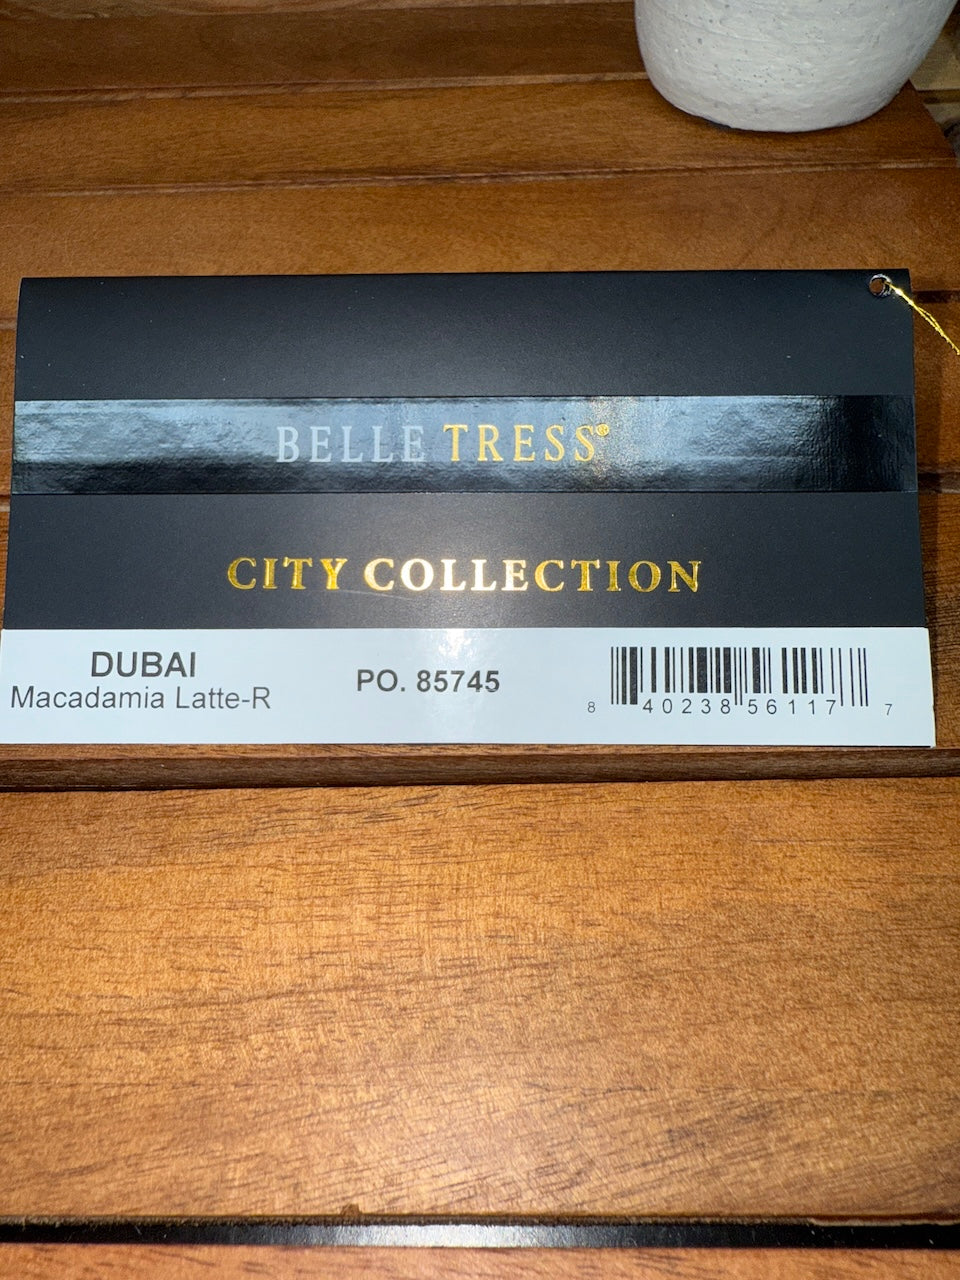 BELLE TRESS®
CITY COLLECTION
DUBAI
Macadamia Latte-R
PO. 85745
8 40238 56117 7